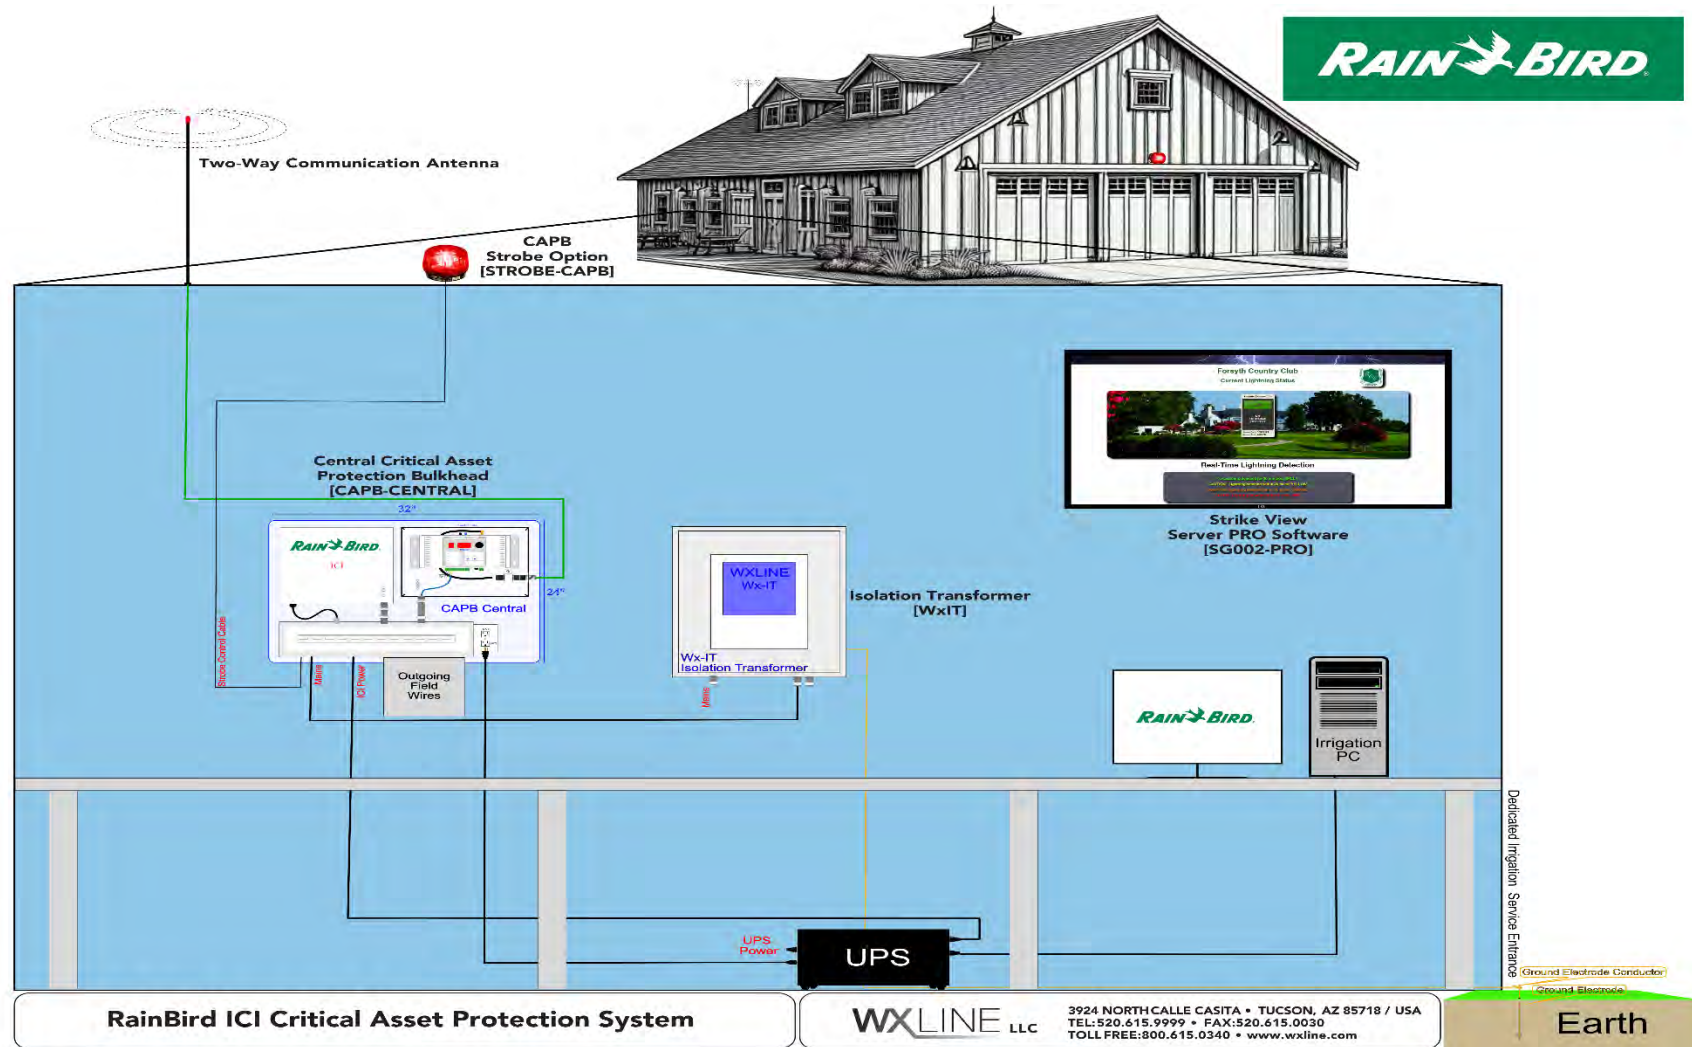 RAIN BIRD
Two-Way Communication Antenna
CAPB
Strobe Option
[STROBE-CAPB]
Forsyth Country Club
Current Lightning Status
Real-Time Lightning Detection
Strike View
Server PRO Software
[SG002-PRO]
Central Critical Asset
Protection Bulkhead
[CAPB-CENTRAL]
32"
24"
RAIN BIRD
ICI
CAPB Central
Strobe Control Cable
Mains
ICI Power
Outgoing
Field
Wires
WXLINE
Wx-IT
Wx-IT
Isolation Transformer
Mains
Isolation Transformer
[WxIT]
RAIN BIRD
Irrigation
PC
UPS
Power
UPS
Dedicated Irrigation Service Entrance
Ground Electrode Conductor
Ground Electrode
Earth
RainBird ICI Critical Asset Protection System
WXLINE LLC
3924 NORTH CALLE CASITA • TUCSON, AZ 85718 / USA
TEL:520.615.9999 • FAX:520.615.0030
TOLL FREE:800.615.0340 • www.wxline.com